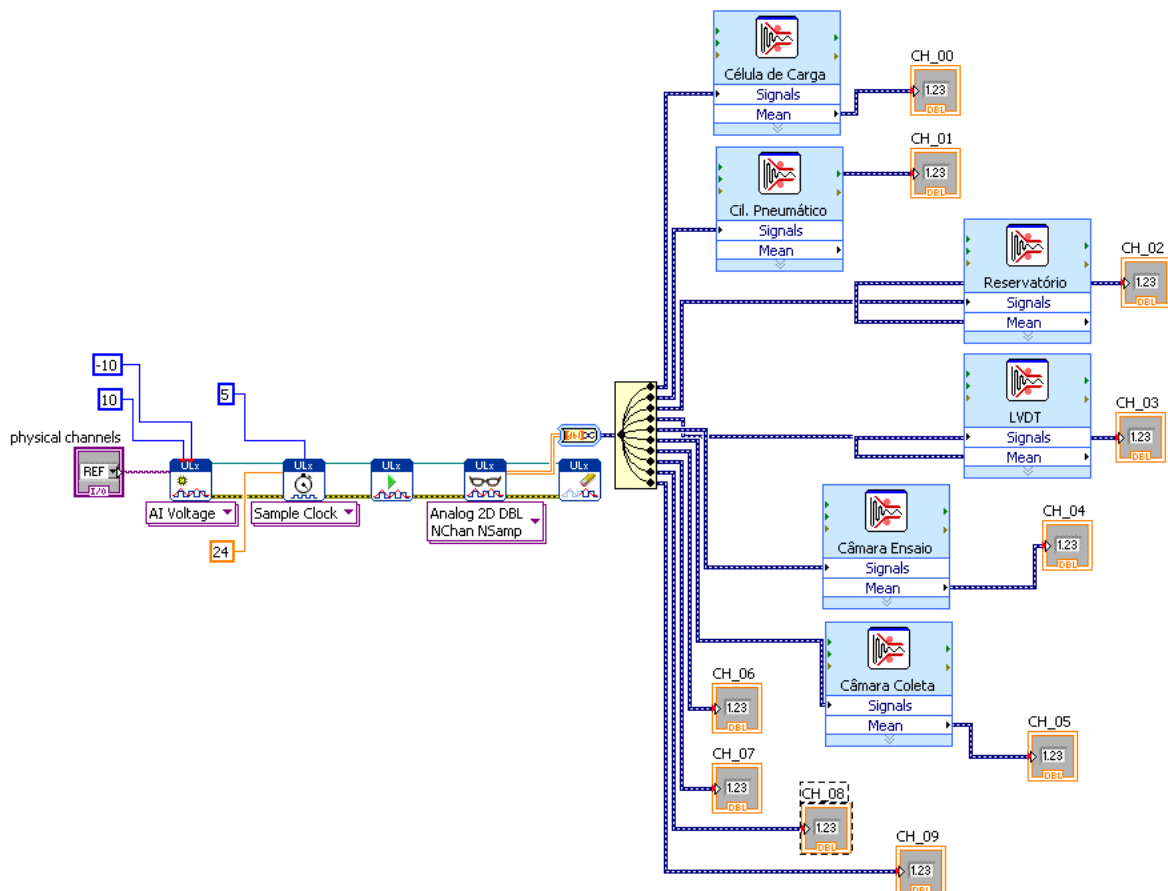 Célula de Carga
Signals
Mean
CH_00
1.23
DBL
CH_01
1.23
DBL
Cil. Pneumático
Signals
Mean
CH_02
1.23
DBL
Reservatório
Signals
Mean
-10
10
5
physical channels
REF
I/O
ULx
AI Voltage
ULx
Sample Clock
24
ULx
ULx
Analog 2D DBL
NChan NSamp
ULx
LVDT
Signals
Mean
CH_03
1.23
DBL
Câmara Ensaio
Signals
Mean
CH_04
1.23
DBL
Câmara Coleta
Signals
Mean
CH_05
1.23
DBL
CH_06
1.23
DBL
CH_07
1.23
DBL
CH_08
1.23
DBL
CH_09
1.23
DBL